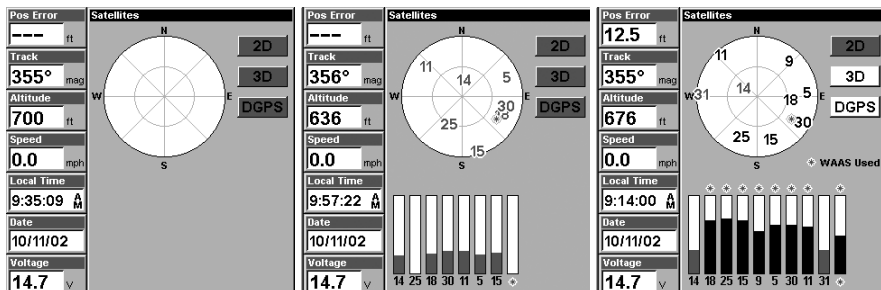 Pos Error
--- ft
Track
355° mag
Altitude
700 ft
Speed
0.0 mph
Local Time
9:35:09 AM
Date
10/11/02
Voltage
14.7 V
Satellites
N
W E
S
2D
3D
DGPS
Pos Error
--- ft
Track
356° mag
Altitude
636 ft
Speed
0.0 mph
Local Time
9:57:22 AM
Date
10/11/02
Voltage
14.7 V
Satellites
N
11
14 5
W E
30
8
25
15
S
2D
3D
DGPS
14 25 18 30 11 5 15
Pos Error
12.5 ft
Track
355° mag
Altitude
676 ft
Speed
0.0 mph
Local Time
9:14:00 AM
Date
10/11/02
Voltage
14.7 V
Satellites
N
11 9
14 5
W 31 18 E
30
25 15
S
2D
3D
DGPS
WAAS Used
14 18 25 15 9 5 30 11 31